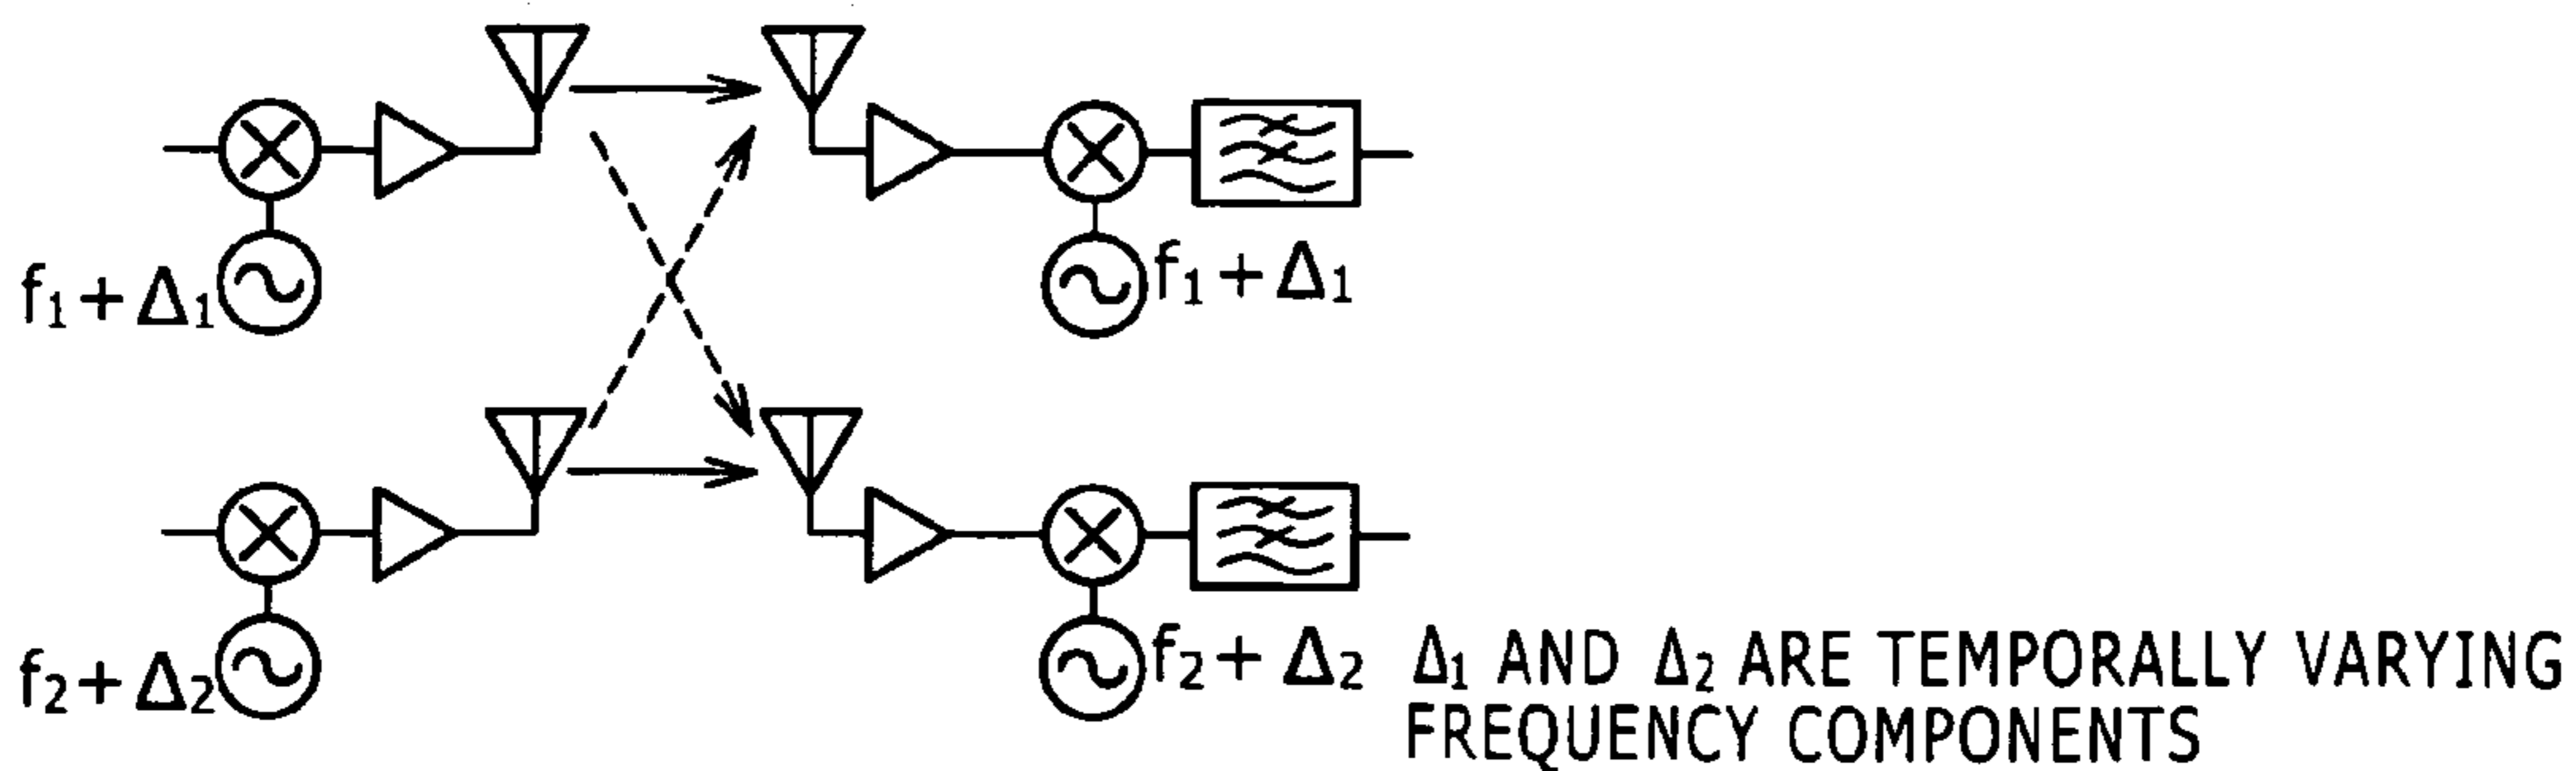 f₁ + Δ₁
f₁ + Δ₁
f₂ + Δ₂
f₂ + Δ₂
Δ₁ AND Δ₂ ARE TEMPORALLY VARYING
FREQUENCY COMPONENTS